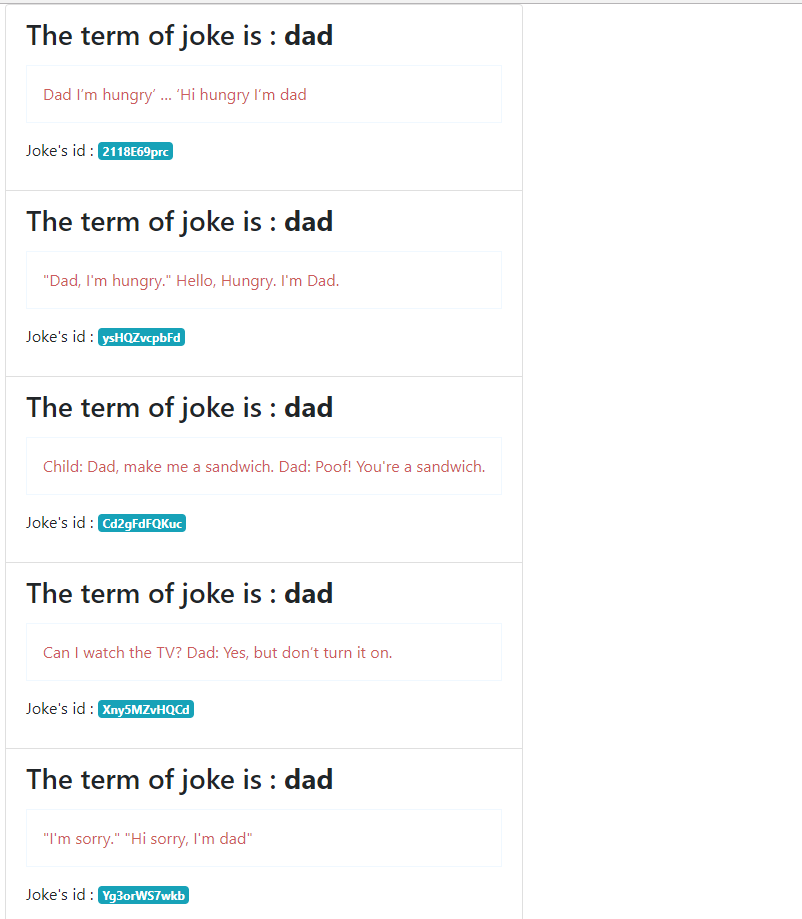 The term of joke is : dad
Dad I’m hungry’ … ‘Hi hungry I’m dad
Joke's id : 2118E69prc
The term of joke is : dad
"Dad, I'm hungry." Hello, Hungry. I'm Dad.
Joke's id : ysHQZvcpbFd
The term of joke is : dad
Child: Dad, make me a sandwich. Dad: Poof! You're a sandwich.
Joke's id : Cd2gFdFQKuc
The term of joke is : dad
Can I watch the TV? Dad: Yes, but don’t turn it on.
Joke's id : Xny5MZvHQCd
The term of joke is : dad
"I'm sorry." "Hi sorry, I'm dad"
Joke's id : Yg3orWS7wkb